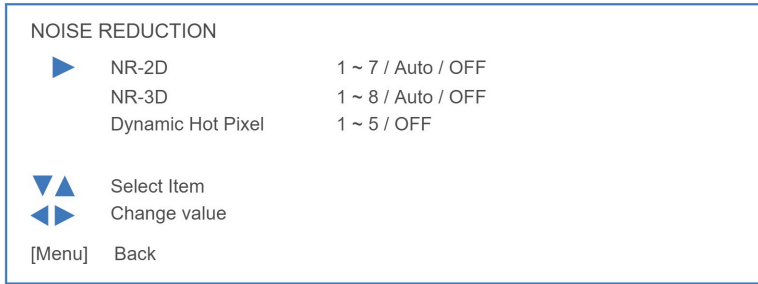 NOISE REDUCTION
NR-2D 1 ~ 7 / Auto / OFF
NR-3D 1 ~ 8 / Auto / OFF
Dynamic Hot Pixel 1 ~ 5 / OFF
Select Item
Change value
[Menu] Back